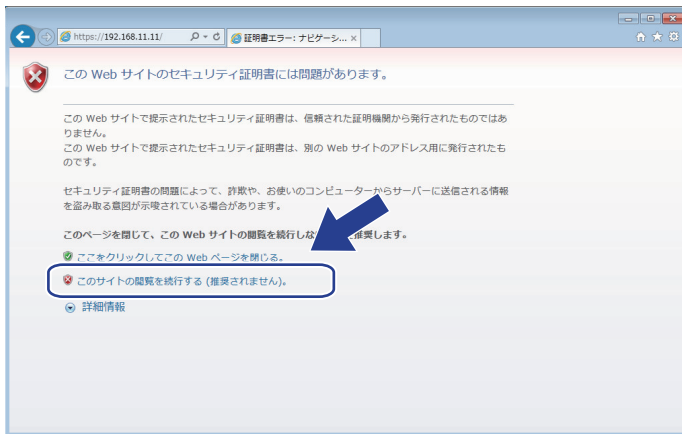 https://192.168.11.11/
証明書エラー: ナビゲーシ...
この Web サイトのセキュリティ証明書には問題があります。
この Web サイトで提示されたセキュリティ証明書は、信頼された証明機関から発行されたものではあ
りません。
この Web サイトで提示されたセキュリティ証明書は、別の Web サイトのアドレス用に発行されたも
のです。
セキュリティ証明書の問題によって、詐欺や、お使いのコンピューターからサーバーに送信される情報
を盗み取る意図が示唆されている場合があります。
このページを閉じて、この Web サイトの閲覧を続行しな 推奨します。
ここをクリックしてこの Web ページを閉じる。
このサイトの閲覧を続行する (推奨されません)。
詳細情報